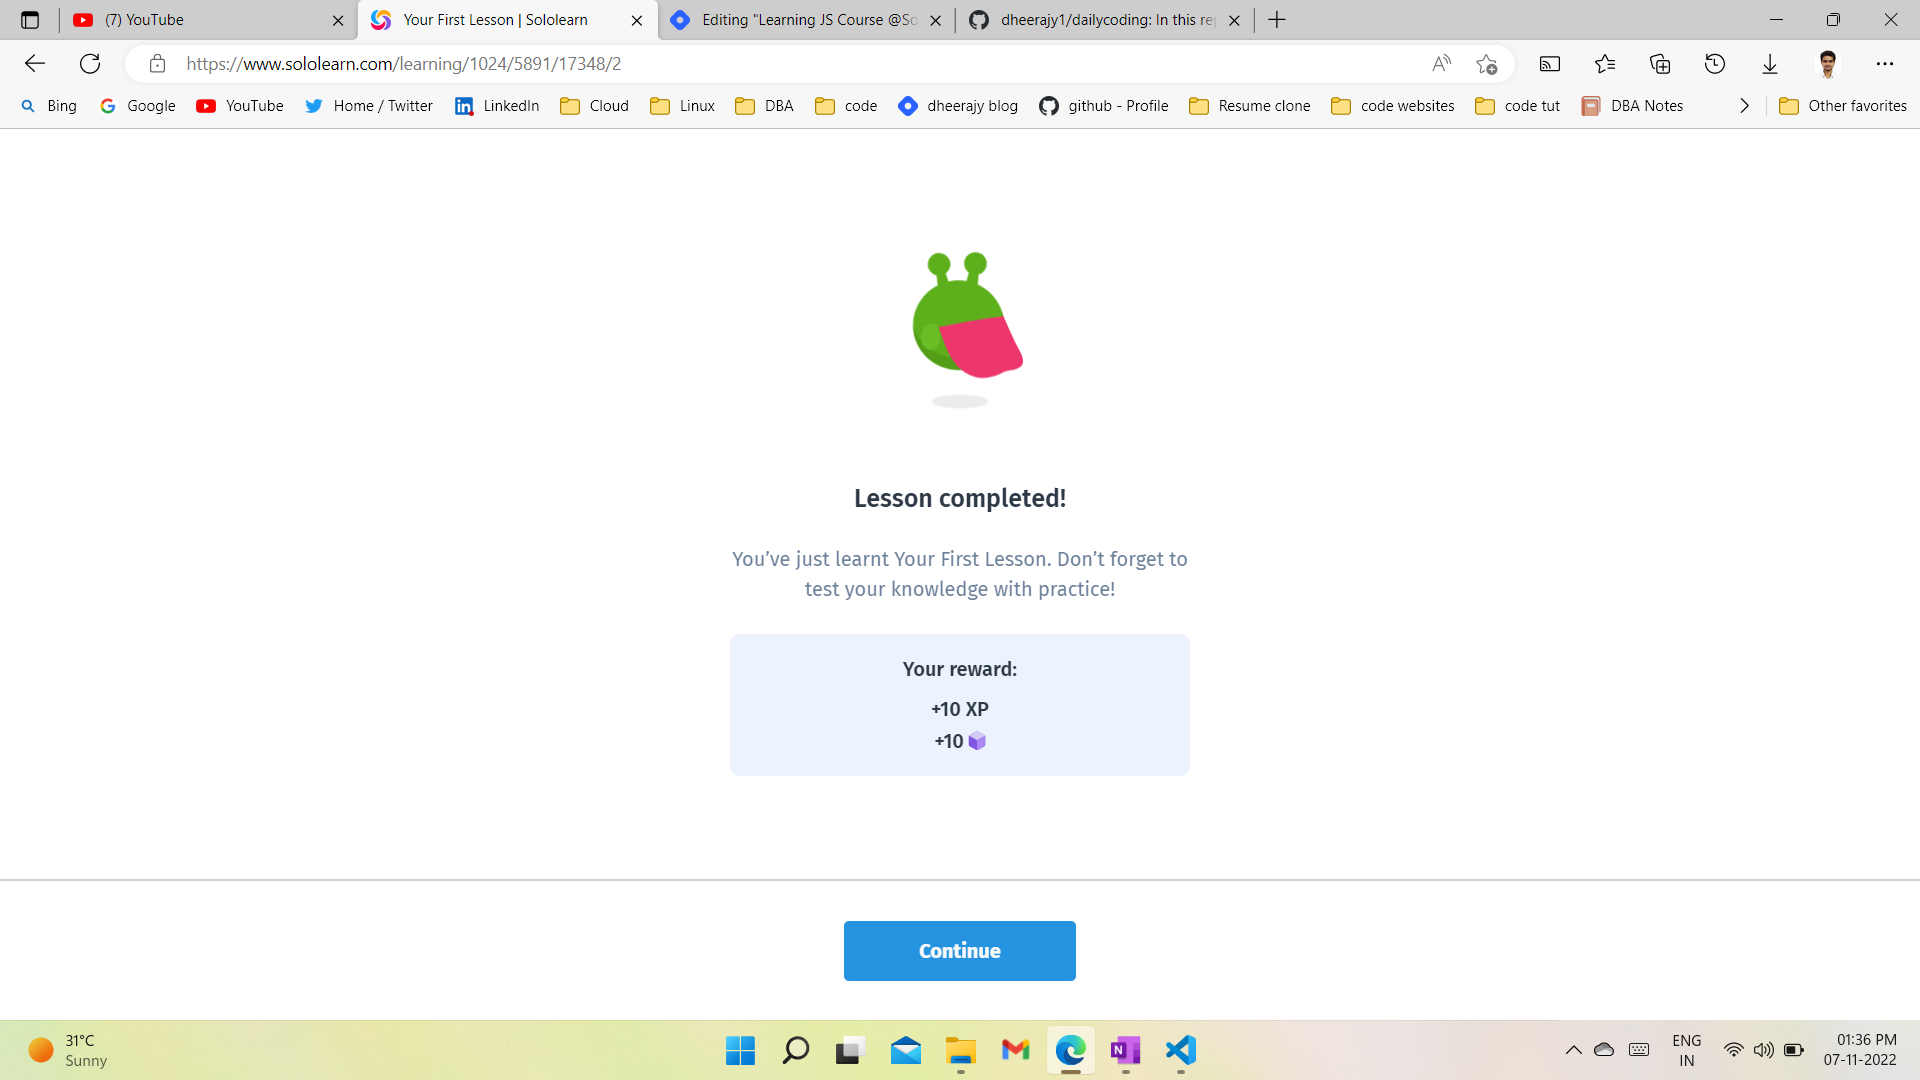 (7) YouTube
Your First Lesson | Sololearn
Editing "Learning JS Course @So
dheerajy1/dailycoding: In this re
https://www.sololearn.com/learning/1024/5891/17348/2
Bing
Google
YouTube
Home / Twitter
LinkedIn
Cloud
Linux
DBA
code
dheerajy blog
github - Profile
Resume clone
code websites
code tut
DBA Notes
Other favorites
Lesson completed!
You’ve just learnt Your First Lesson. Don’t forget to
test your knowledge with practice!
Your reward:
+10 XP
+10
Continue
31°C
Sunny
ENG
IN
01:36 PM
07-11-2022